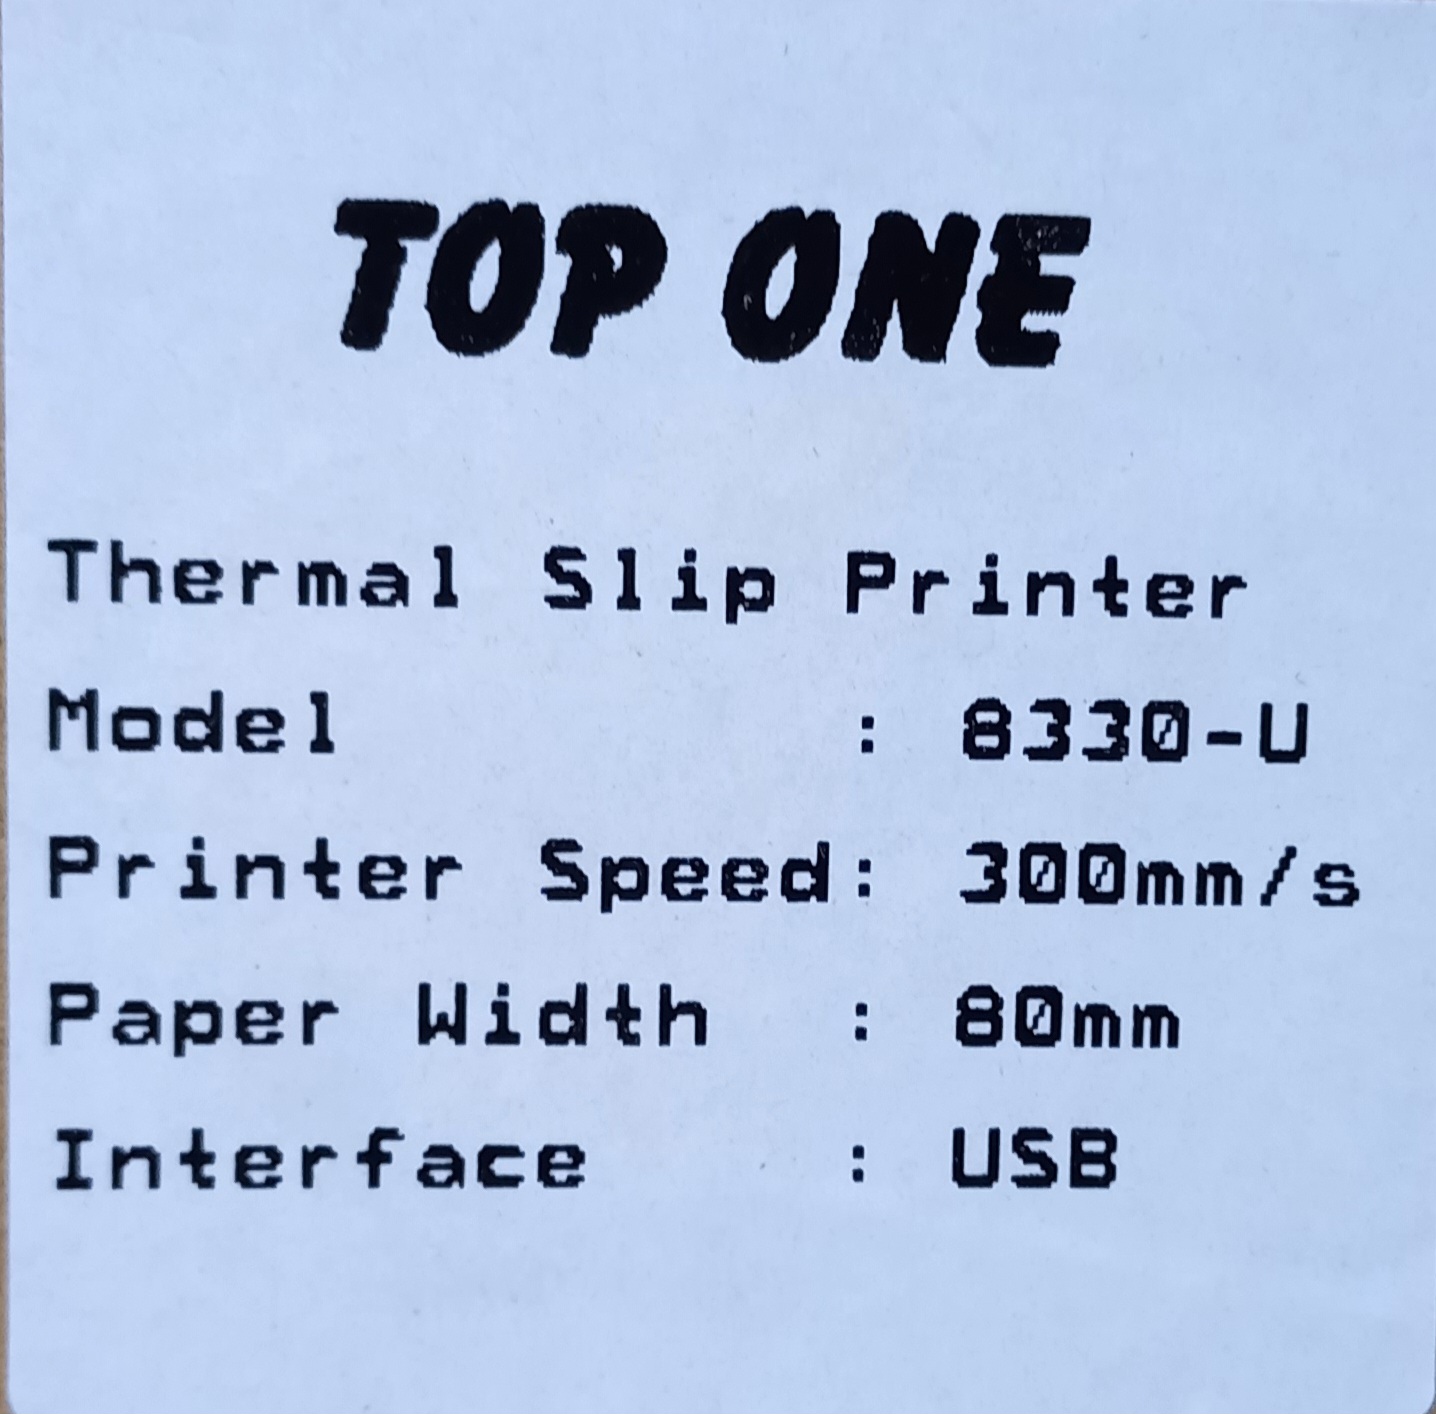 TOP ONE
Thermal Slip Printer
Model : 8330-U
Printer Speed: 300mm/s
Paper Width : 80mm
Interface : USB